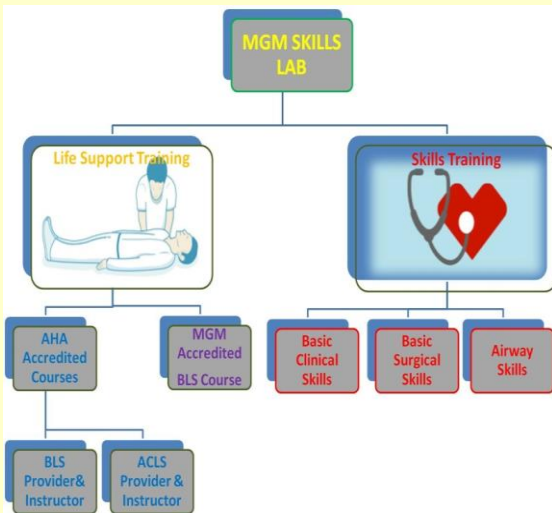 MGM SKILLS
LAB
Life Support Training
Skills Training
AHA
Accredited
Courses
MGM
Accredited
BLS Course
Basic
Clinical
Skills
Basic
Surgical
Skills
Airway
Skills
BLS
Provider&
Instructor
ACLS
Provider &
Instructor